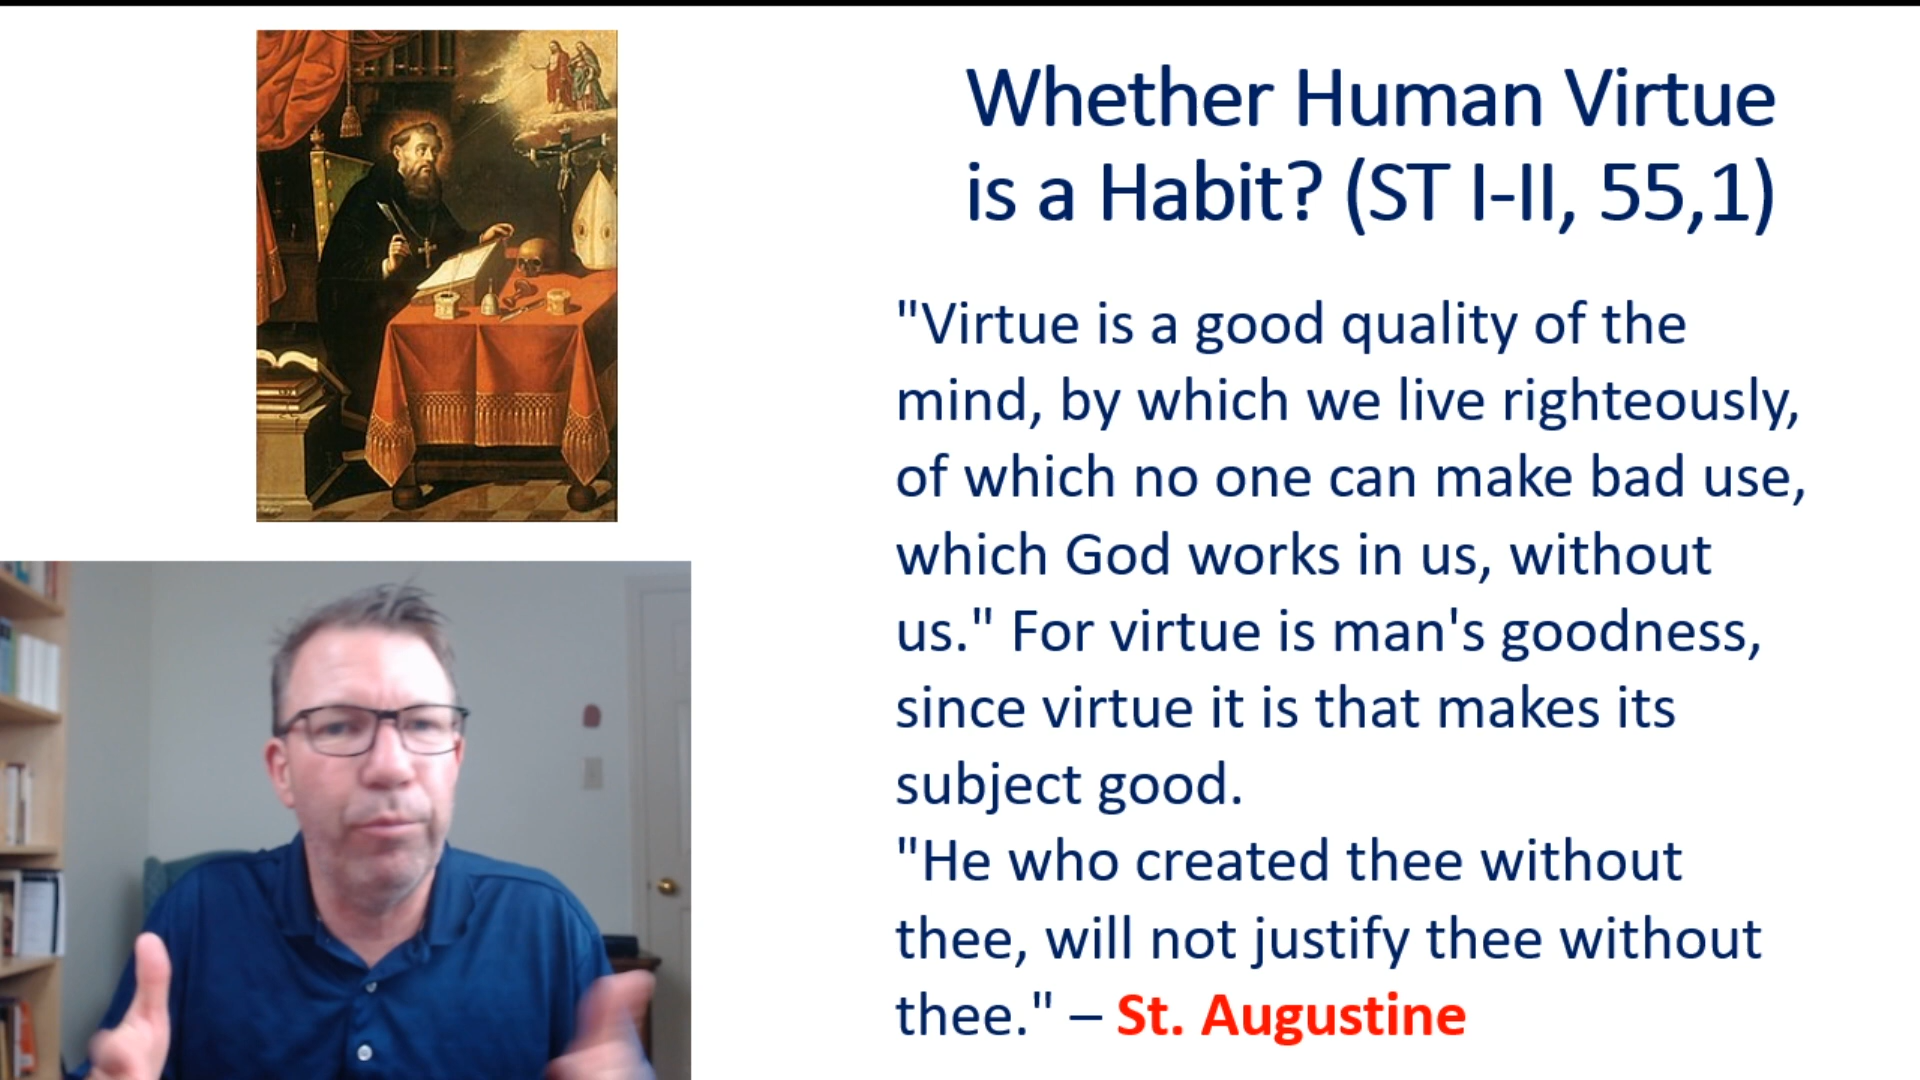 Whether Human Virtue
is a Habit? (ST I-II, 55,1)
"Virtue is a good quality of the
mind, by which we live righteously,
of which no one can make bad use,
which God works in us, without
us." For virtue is man's goodness,
since virtue it is that makes its
subject good.
"He who created thee without
thee, will not justify thee without
thee." – St. Augustine